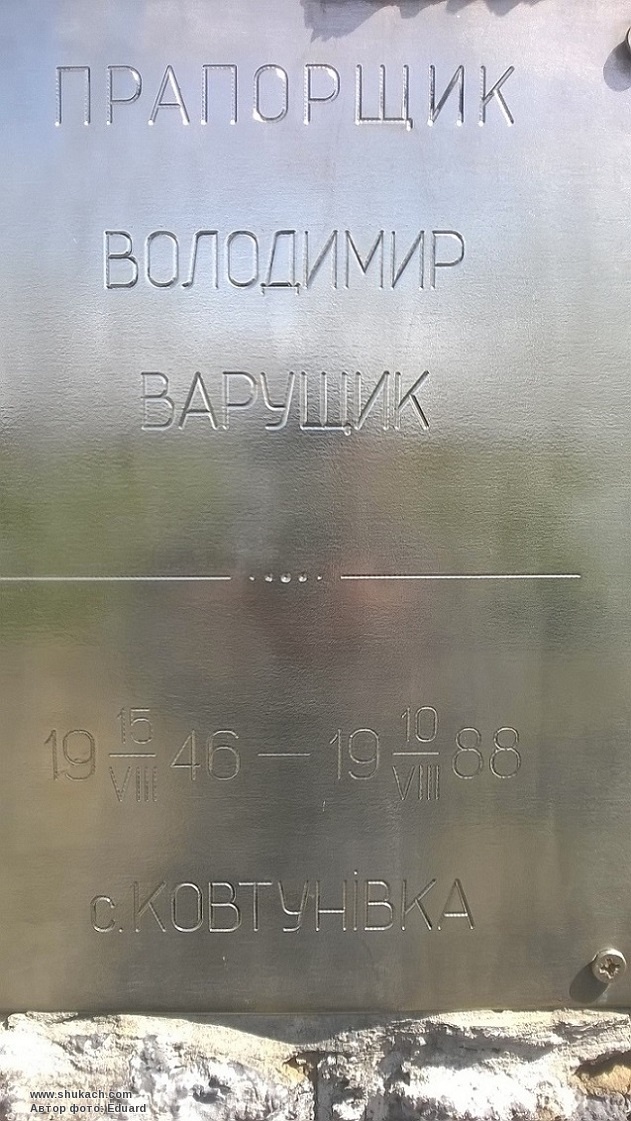 ПРАПОРЩИК
ВОЛОДИМИР
ВАРУЩИК
19 15/VIII 46 — 19 10/VIII 88
с. КОВТУНІВКА
www.shukach.com
Автор фото: Eduard